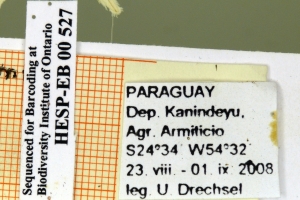 Sequenced for Barcoding at
Biodiversity Institute of Ontario
HESP-EB 00 527
PARAGUAY
Dep. Kanindeyu,
Agr. Armiticio
S24°34 W54°32
23. viii. - 01. ix 2008
leg. U. Drechsel